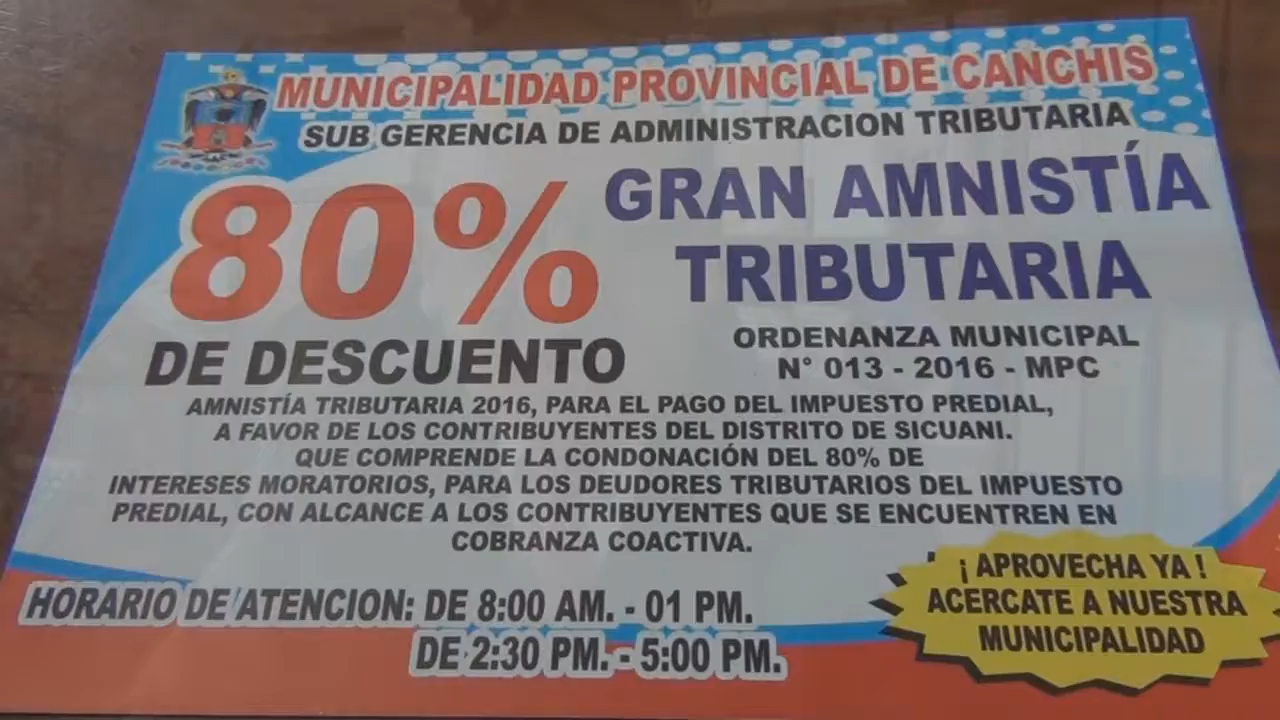 MUNICIPALIDAD PROVINCIAL DE CANCHIS
SUB GERENCIA DE ADMINISTRACION TRIBUTARIA
80%
DE DESCUENTO
GRAN AMNISTÍA
TRIBUTARIA
ORDENANZA MUNICIPAL
N° 013 - 2016 - MPC
AMNISTÍA TRIBUTARIA 2016, PARA EL PAGO DEL IMPUESTO PREDIAL,
A FAVOR DE LOS CONTRIBUYENTES DEL DISTRITO DE SICUANI.
QUE COMPRENDE LA CONDONACIÓN DEL 80% DE
INTERESES MORATORIOS, PARA LOS DEUDORES TRIBUTARIOS DEL IMPUESTO
PREDIAL, CON ALCANCE A LOS CONTRIBUYENTES QUE SE ENCUENTREN EN
COBRANZA COACTIVA.
HORARIO DE ATENCION: DE 8:00 AM. - 01 PM.
DE 2:30 PM. - 5:00 PM.
¡ APROVECHA YA !
ACERCATE A NUESTRA
MUNICIPALIDAD